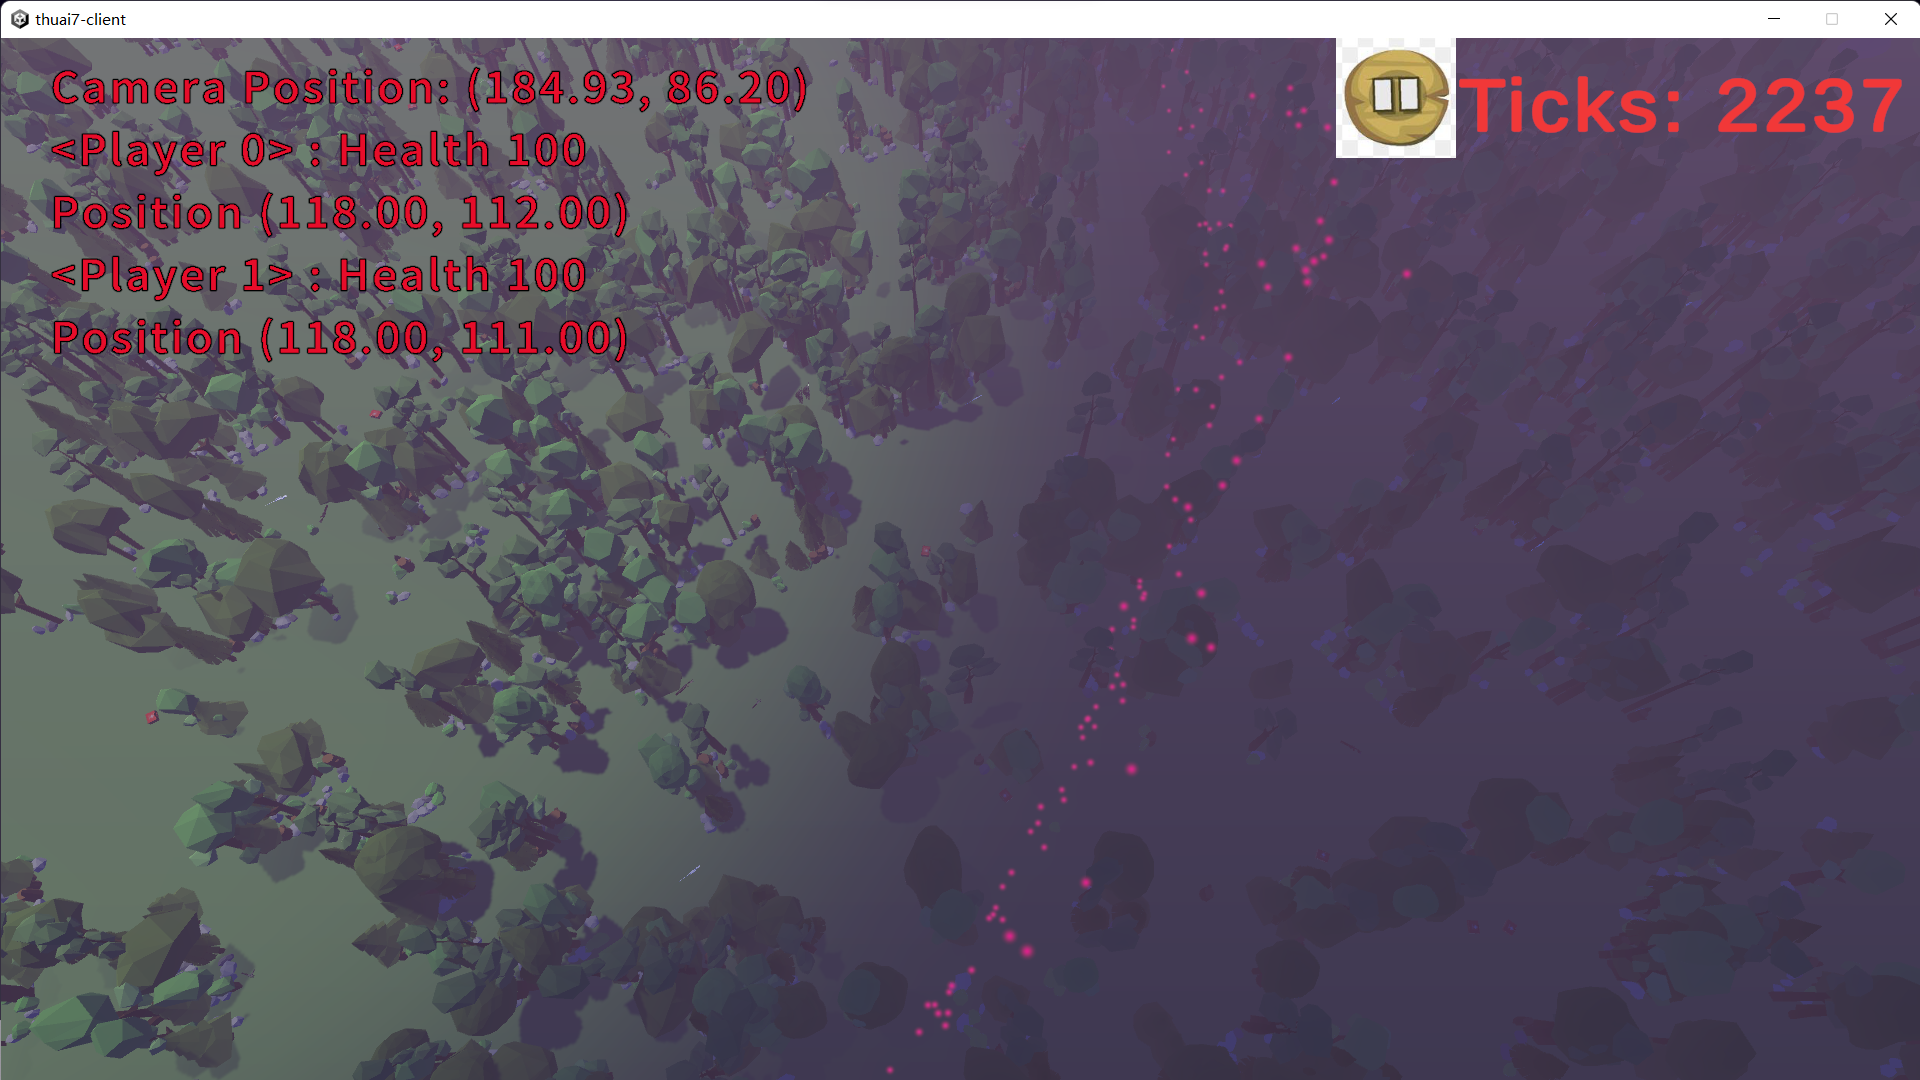 thuai7-client
Camera Position: (184.93, 86.20)
<Player 0> : Health 100
Position (118.00, 112.00)
<Player 1> : Health 100
Position (118.00, 111.00)
Ticks: 2237